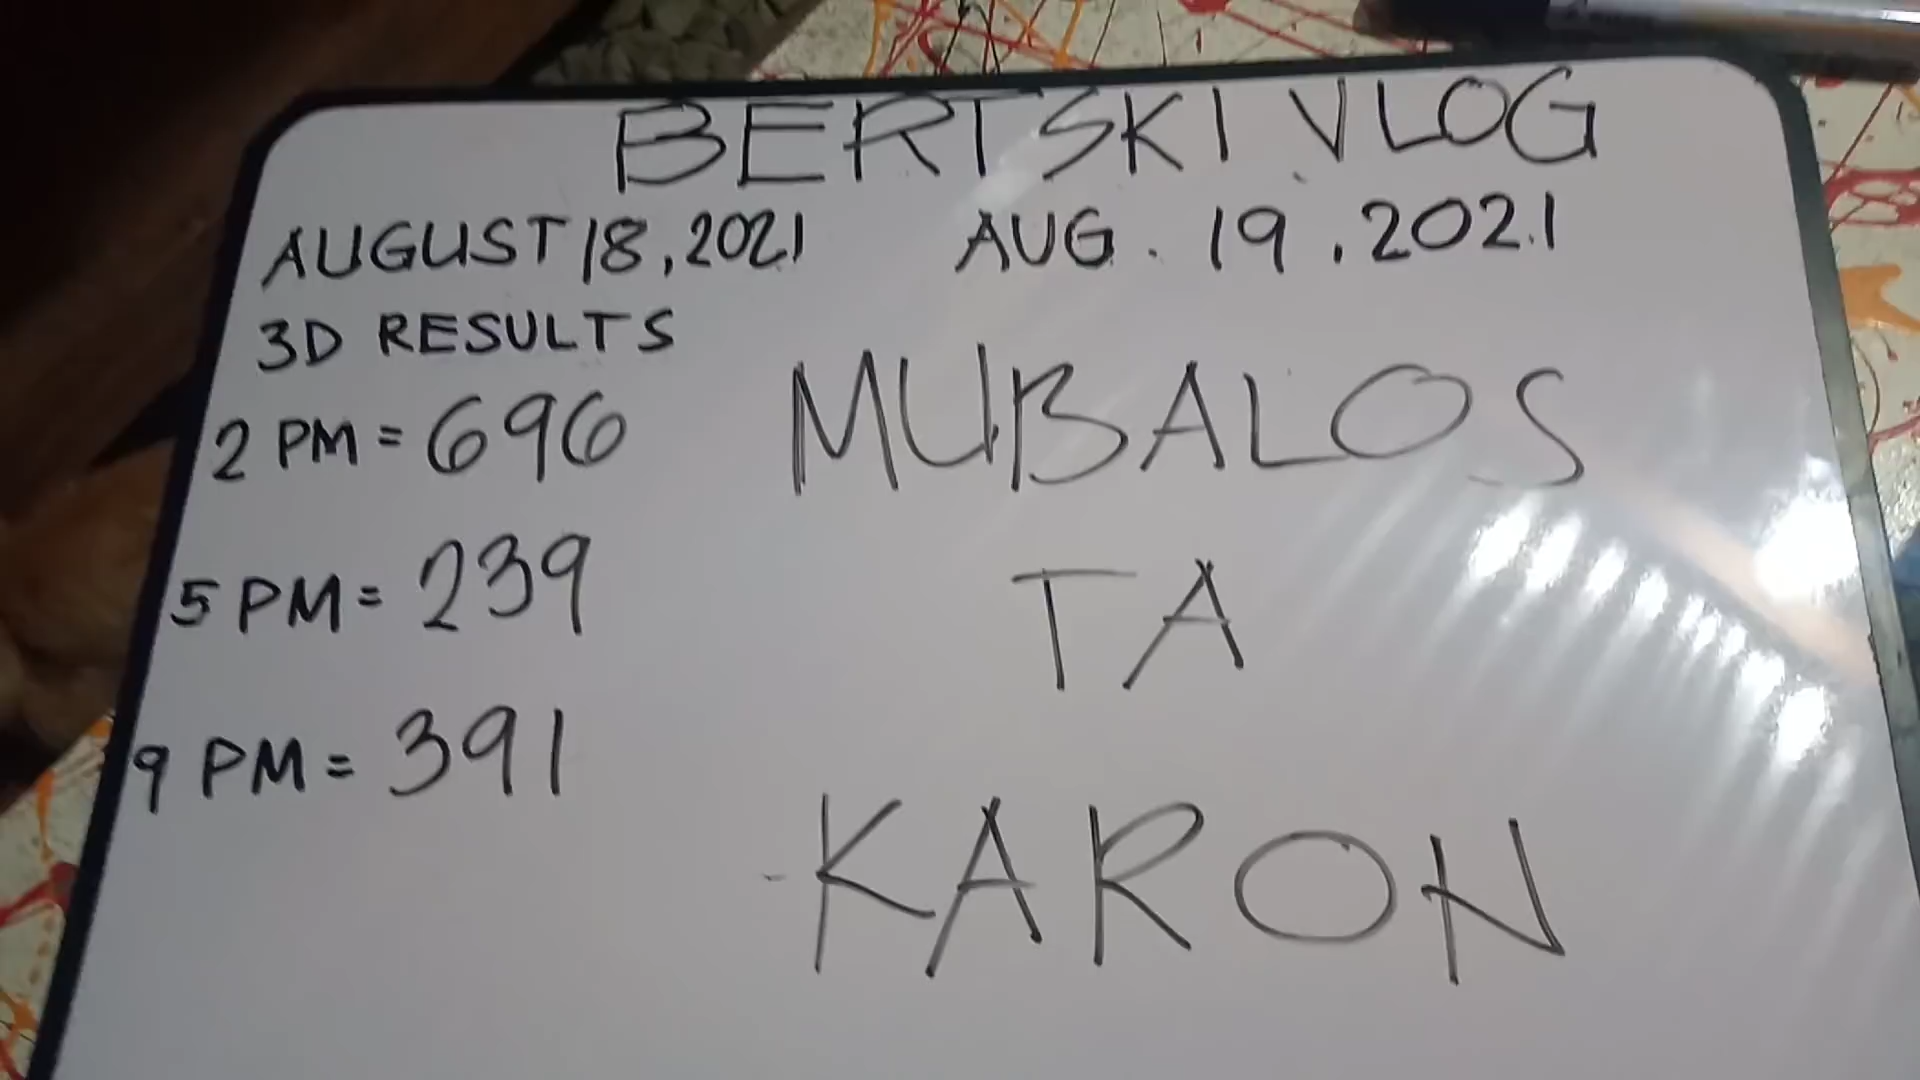 BERTSKI VLOG
AUGUST 18, 2021
3D RESULTS
2 PM = 696
5 PM = 239
9 PM = 391
AUG. 19, 2021
MUBALOS
TA
KARON